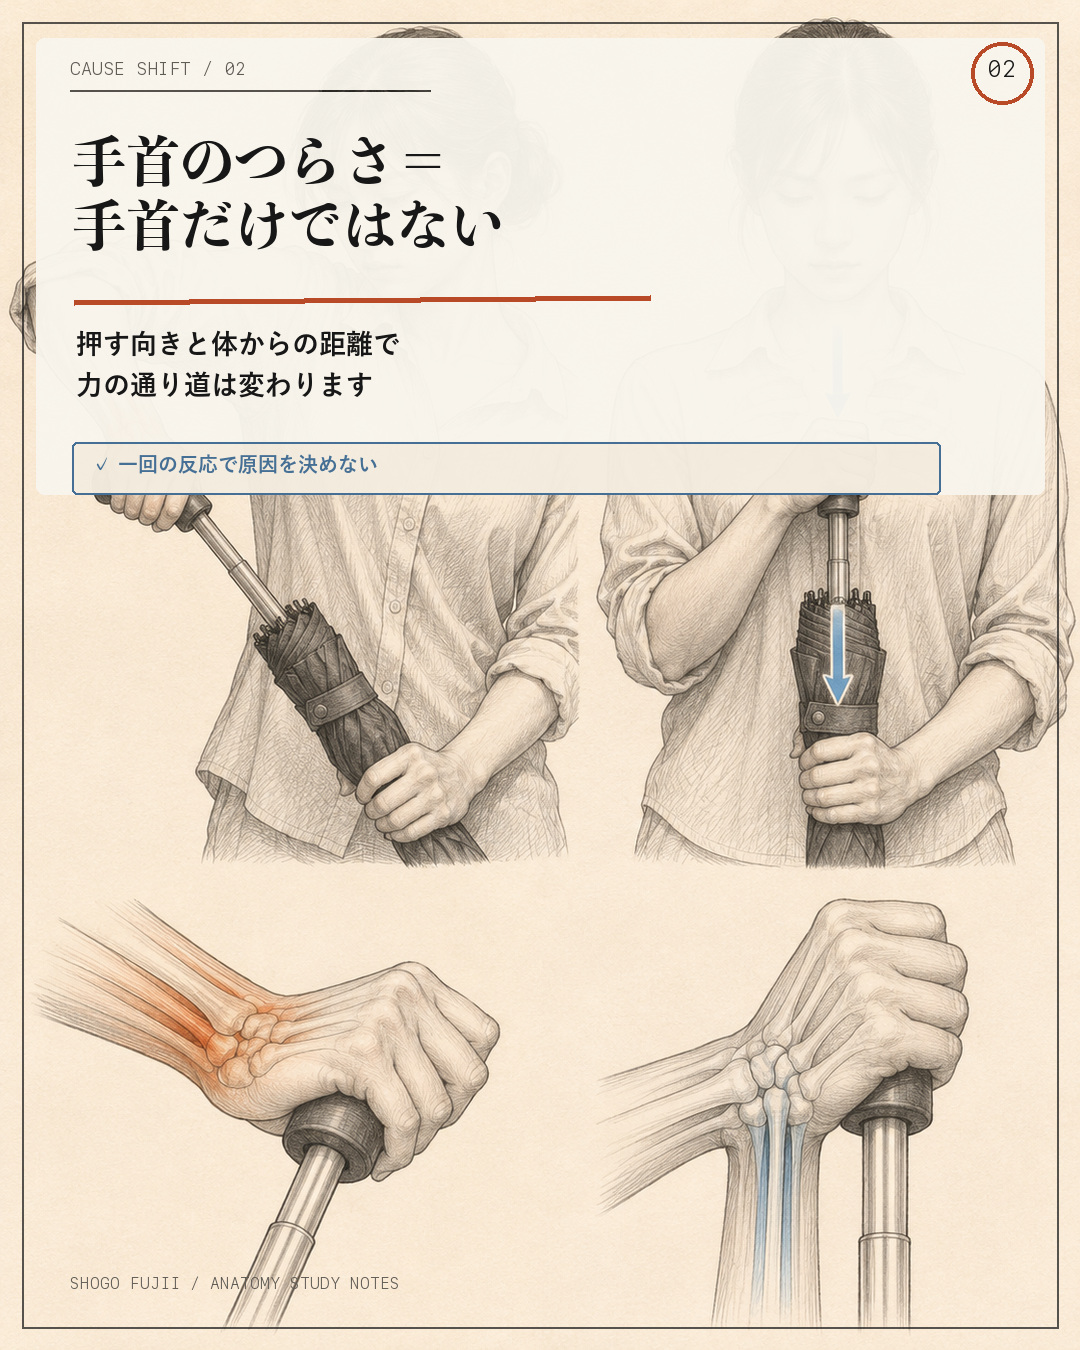 CAUSE SHIFT / 02
02
手首のつらさ＝
手首だけではない
押す向きと体からの距離で
力の通り道は変わります
✓ 一回の反応で原因を決めない
SHOGO FUJII / ANATOMY STUDY NOTES